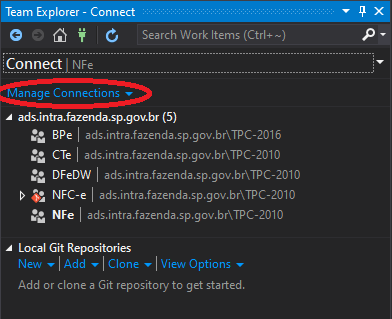 Team Explorer - Connect
Search Work Items (Ctrl+~)
Connect | NFe
Manage Connections
ads.intra.fazenda.sp.gov.br (5)
BPe | ads.intra.fazenda.sp.gov.br\TPC-2016
CTe | ads.intra.fazenda.sp.gov.br\TPC-2010
DFeDW | ads.intra.fazenda.sp.gov.br\TPC-2010
NFC-e | ads.intra.fazenda.sp.gov.br\TPC-2010
NFe | ads.intra.fazenda.sp.gov.br\TPC-2010
Local Git Repositories
New | Add | Clone | View Options
Add or clone a Git repository to get started.